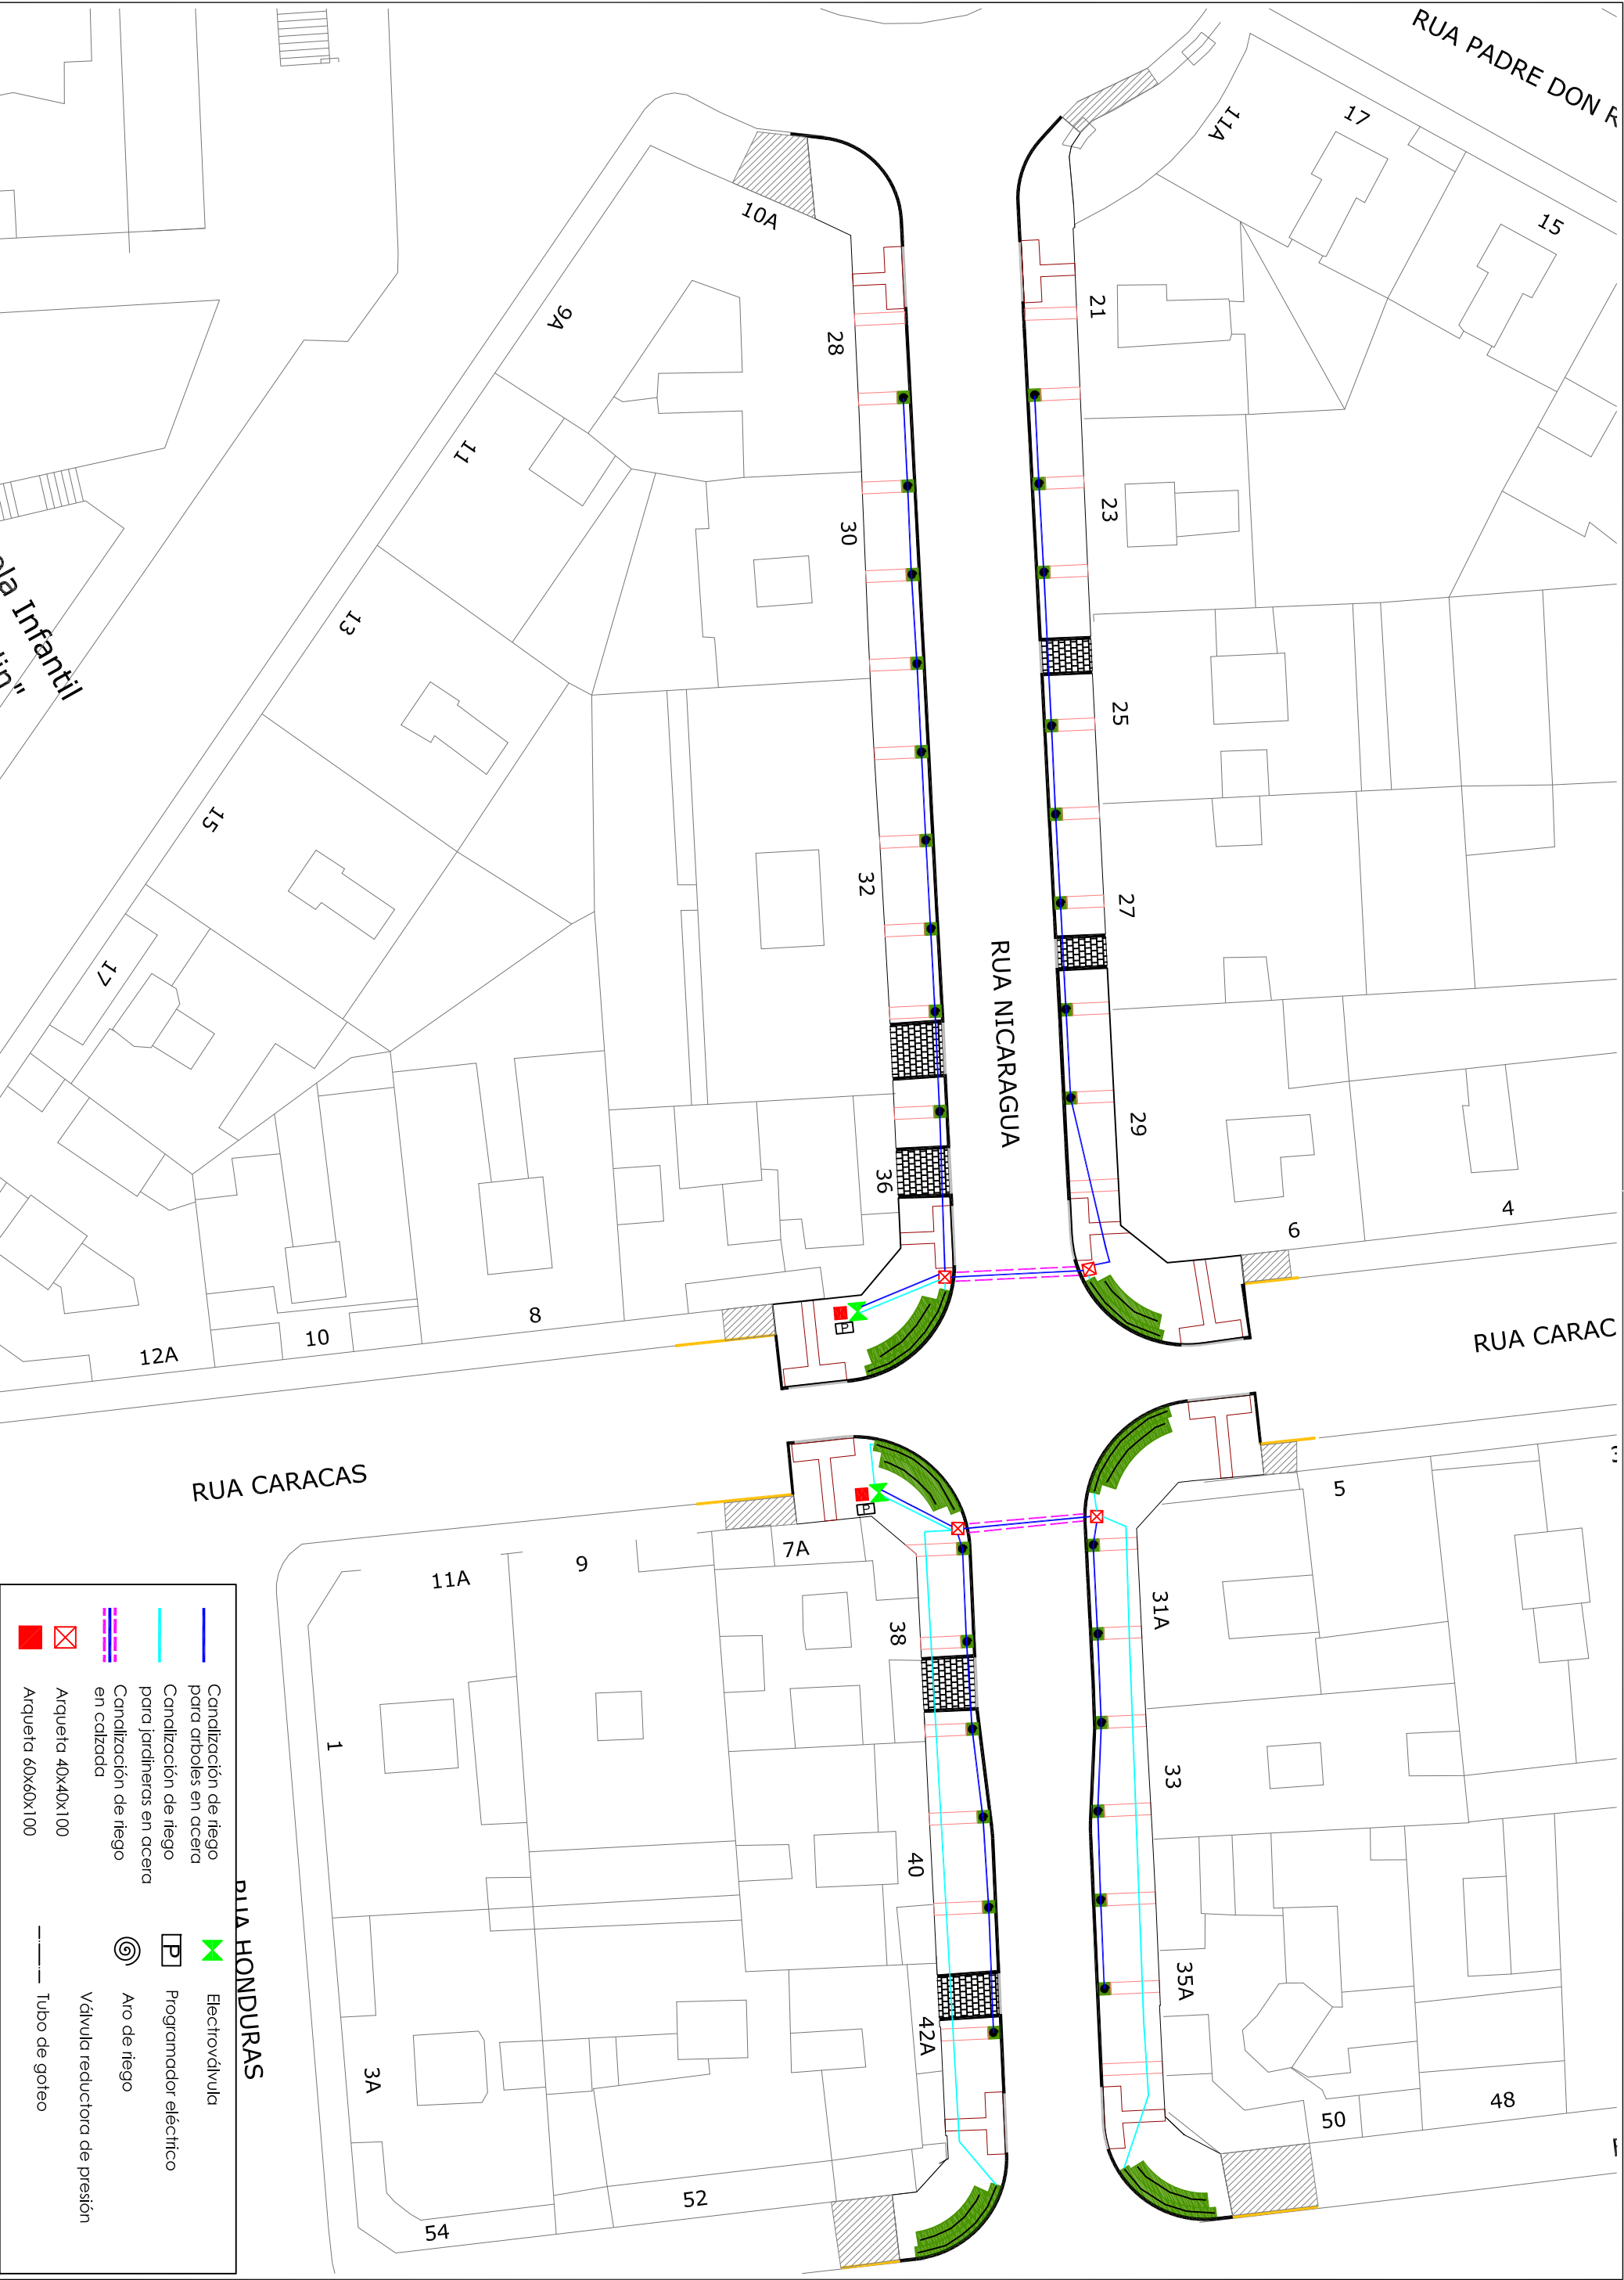 RUA PADRE DON R
17
11A
15
10A
9A
21
28
11
23
30
ola Infantil
13
25
15
32
27
17
RUA NICARAGUA
29
36
4
6
8
10
12A
P
RUA CARAC
RUA CARACAS
P
5
7A
9
11A
38
31A
1
33
40
35A
42A
3A
50
48
52
54
RUA HONDURAS
Canalización de riego
para arboles en acera
Canalización de riego
para jardineras en acera
Canalización de riego
en calzada
Arqueta 40x40x100
Arqueta 60x60x100
Electroválvula
P
Programador eléctrico
Aro de riego
Válvula reductora de presión
Tubo de goteo